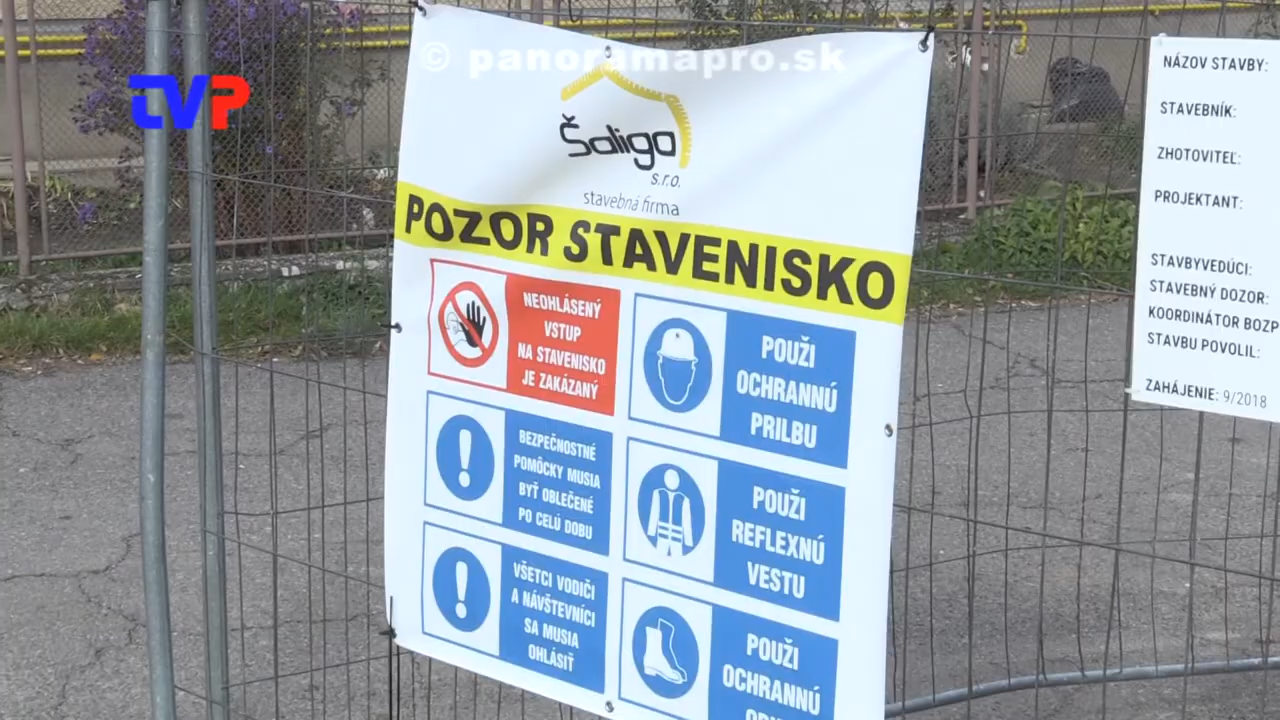 © panoramapro.sk
TVP
Šaliga
s.r.o.
stavebná firma
POZOR STAVENISKO
NEOHLÁSENÝ
VSTUP
NA STAVENISKO
JE ZAKÁZANÝ
POUŽI
OCHRANNÚ
PRILBU
BEZPEČNOSTNÉ
POMÔCKY MUSIA
BYŤ OBLEČENÉ
PO CELÚ DOBU
POUŽI
REFLEXNÚ
VESTU
VŠETCI VODIČI
A NÁVŠTEVNÍCI
SA MUSIA
OHLÁSIŤ
POUŽI
OCHRANNÚ
NÁZOV STAVBY:
STAVEBNÍK:
ZHOTOVITEĽ:
PROJEKTANT:
STAVBYVEDÚCI:
STAVEBNÝ DOZOR:
KOORDINÁTOR BOZP
STAVBU POVOLIL:
ZAHÁJENIE: 9/2018